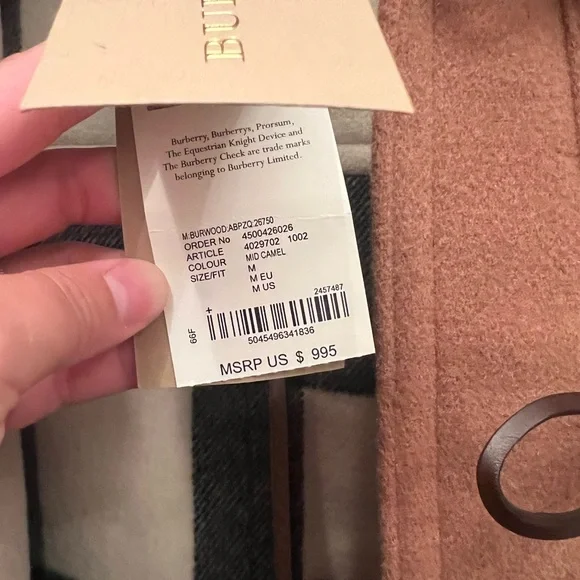 BU
Burberry, Burberrys, Prorsum,
The Equestrian Knight Device and
The Burberry Check are trade marks
belonging to Burberry Limited.
M:BURWOOD:ABPZQ:26750
ORDER No 4500426026
ARTICLE 4029702 1002
COLOUR MID CAMEL
SIZE/FIT M
M EU
M US
2457487
+
66F
5045496341836
MSRP US $ 995